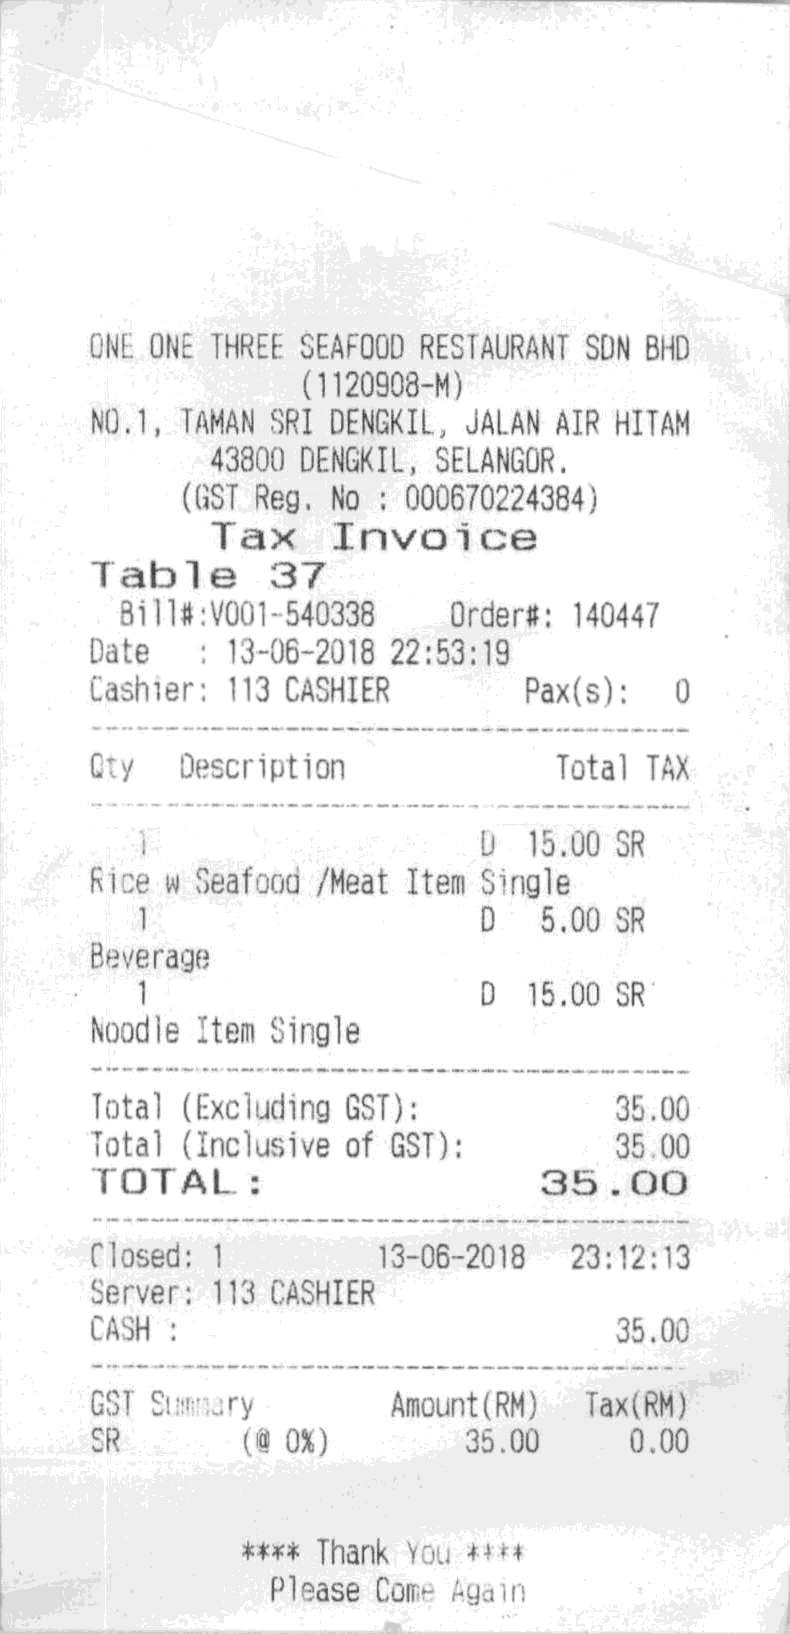 ONE ONE THREE SEAFOOD RESTAURANT SDN BHD
(1120908-M)
NO.1, TAMAN SRI DENGKIL, JALAN AIR HITAM
43800 DENGKIL, SELANGOR.
(GST Reg. No : 000670224384)
Tax Invoice
Table 37
Bill#:V001-540338 Order#: 140447
Date : 13-06-2018 22:53:19
Cashier: 113 CASHIER Pax(s): 0
Qty Description Total TAX
1 D 15.00 SR
Rice w Seafood /Meat Item Single
1 D 5.00 SR
Beverage
1 D 15.00 SR
Noodle Item Single
Total (Excluding GST): 35.00
Total (Inclusive of GST): 35.00
TOTAL: 35.00
Closed: 1 13-06-2018 23:12:13
Server: 113 CASHIER
CASH : 35.00
GST Summary Amount(RM) Tax(RM)
SR (@ 0%) 35.00 0.00
**** Thank You ****
Please Come Again